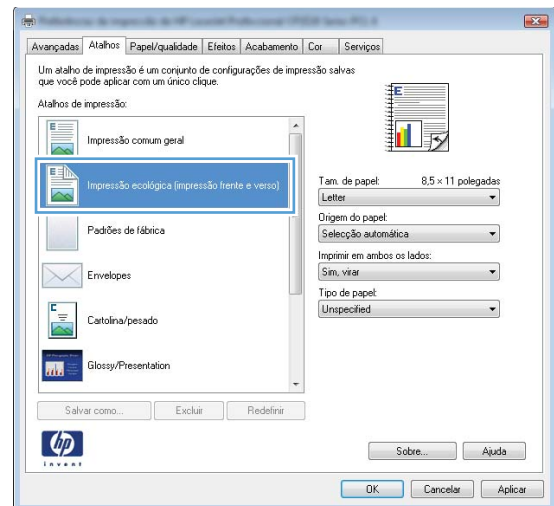 Avançadas Atalhos Papel/qualidade Efeitos Acabamento Cor Serviços
Um atalho de impressão é um conjunto de configurações de impressão salvas
que você pode aplicar com um único clique.
Atalhos de impressão:
Impressão comum geral
Impressão ecológica (impressão frente e verso)
Padrões de fábrica
Envelopes
Cartolina/pesado
Glossy/Presentation
Tam. de papel: 8,5 × 11 polegadas
Letter
Origem do papel:
Selecção automática
Imprimir em ambos os lados:
Sim, virar
Tipo de papel:
Unspecified
Salvar como... Excluir Redefinir
hp
invent
Sobre... Ajuda
OK Cancelar Aplicar